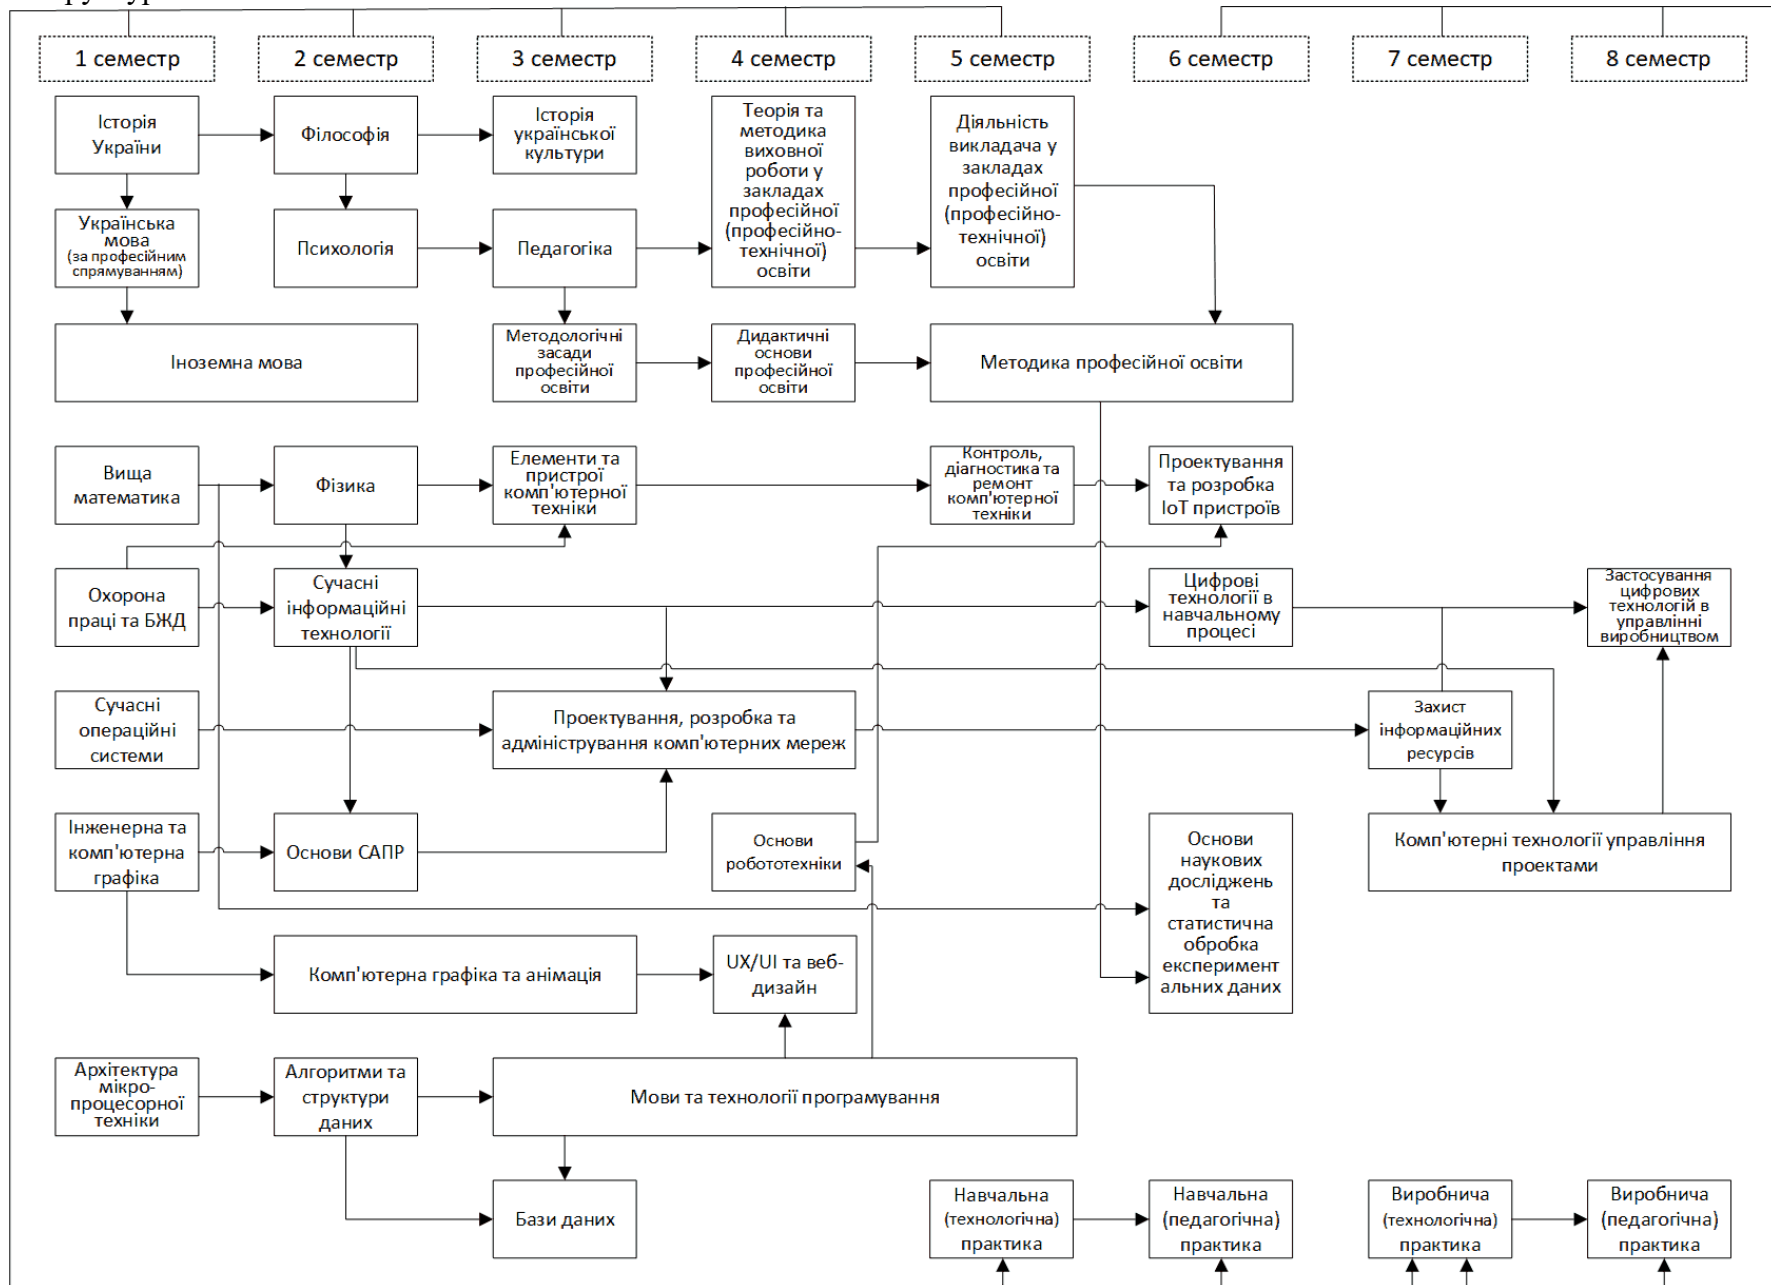 1 семестр
2 семестр
3 семестр
4 семестр
5 семестр
6 семестр
7 семестр
8 семестр
Історія
України
Філософія
Історія
української
культури
Теорія та
методика
виховної
роботи у
закладах
професійної
(професійно-
технічної)
освіти
Діяльність
викладача у
закладах
професійної
(професійно-
технічної)
освіти
Українська
мова
(за професійним
спрямуванням)
Психологія
Педагогіка
Іноземна мова
Методологічні
засади
професійної
освіти
Дидактичні
основи
професійної
освіти
Методика професійної освіти
Вища
математика
Фізика
Елементи та
пристрої
комп'ютерної
техніки
Контроль,
діагностика та
ремонт
комп'ютерної
техніки
Проектування
та розробка
IoT пристроїв
Охорона
праці та БЖД
Сучасні
інформаційні
технології
Цифрові
технології в
навчальному
процесі
Застосування
цифрових
технологій в
управлінні
виробництвом
Сучасні
операційні
системи
Проектування, розробка та
адміністрування комп'ютерних мереж
Захист
інформаційних
ресурсів
Інженерна та
комп'ютерна
графіка
Основи САПР
Основи
робототехніки
Основи
наукових
досліджень
та
статистична
обробка
експеримент
альних даних
Комп'ютерні технології управління
проектами
Комп'ютерна графіка та анімація
UX/UI та веб-
дизайн
Архітектура
мікро-
процесорної
техніки
Алгоритми та
структури
даних
Мови та технології програмування
Бази даних
Навчальна
(технологічна)
практика
Навчальна
(педагогічна)
практика
Виробнича
(технологічна)
практика
Виробнича
(педагогічна)
практика